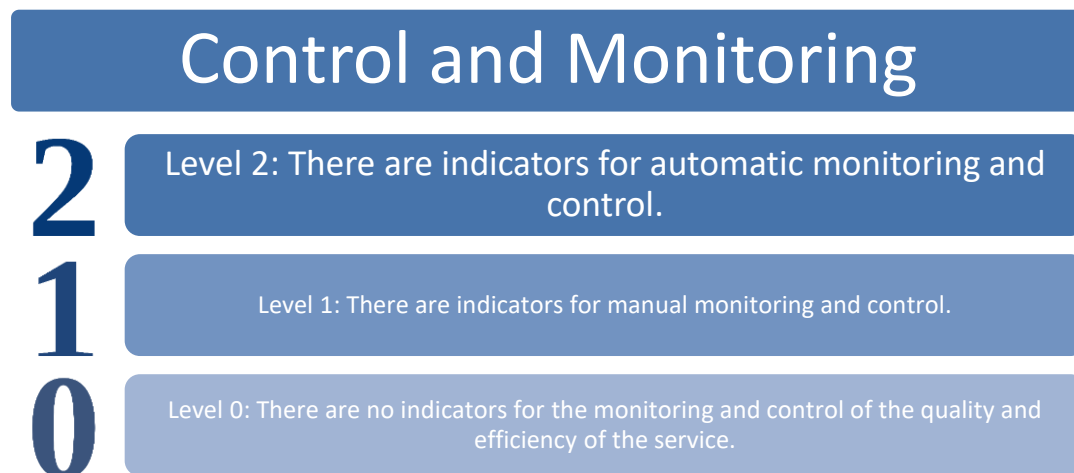 Control and Monitoring
2
Level 2: There are indicators for automatic monitoring and
control.
1
Level 1: There are indicators for manual monitoring and control.
0
Level 0: There are no indicators for the monitoring and control of the quality and
efficiency of the service.